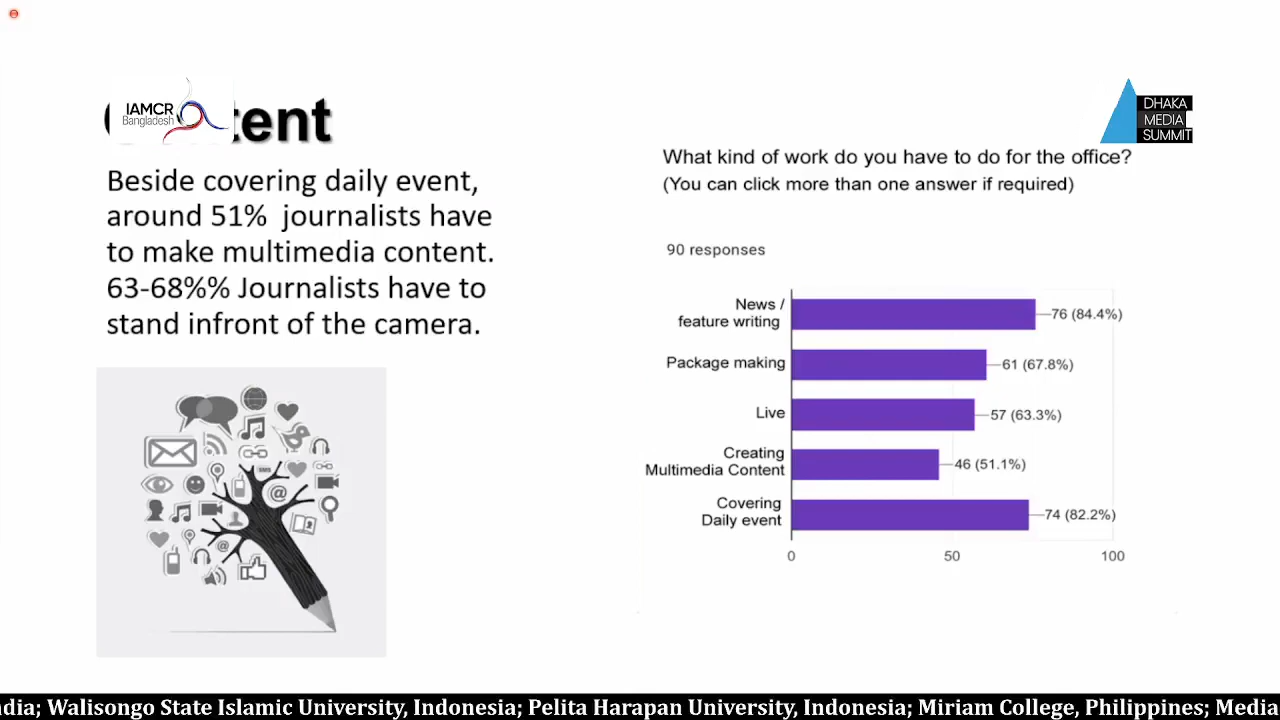 IAMCR
Bangladesh
tent
DHAKA
MEDIA
SUMMIT
Beside covering daily event,
around 51%  journalists have
to make multimedia content.
63-68%% Journalists have to
stand infront of the camera.
What kind of work do you have to do for the office?
(You can click more than one answer if required)
90 responses
News /
feature writing
76 (84.4%)
Package making
61 (67.8%)
Live
57 (63.3%)
Creating
Multimedia Content
46 (51.1%)
Covering
Daily event
74 (82.2%)
0 50 100
ndia; Walisongo State Islamic University, Indonesia; Pelita Harapan University, Indonesia; Miriam College, Philippines; Media